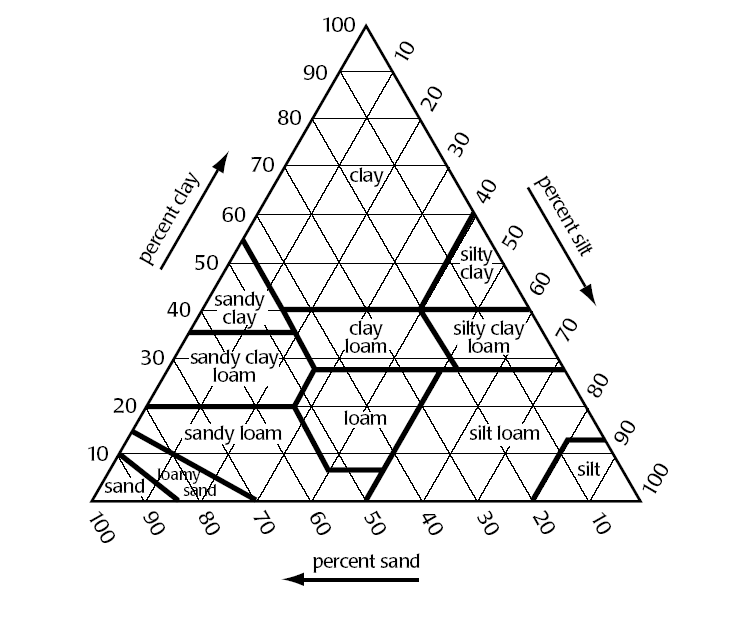 100
10
90
20
80
30
70
clay
40
60
percent clay
percent silt
50
silty
clay
50
60
sandy
clay
40
clay
loam
silty clay
loam
70
30
sandy clay
loam
80
20
sandy loam
loam
silt loam
90
10
sand
loamy
sand
silt
100
100
90
80
70
60
50
40
30
20
10
percent sand